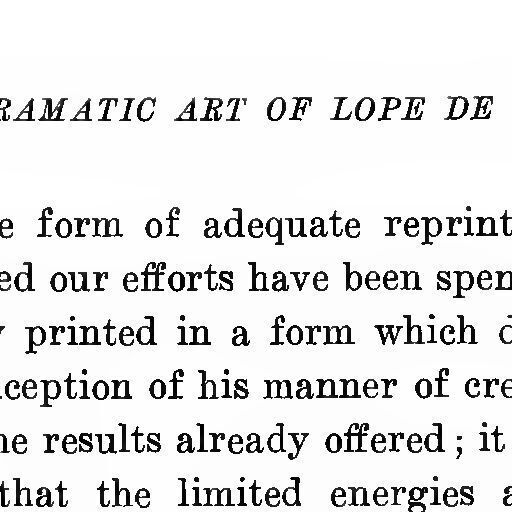 RAMATIC ART OF LOPE DE
e form of adequate reprint
ed our efforts have been spen
printed in a form which
ception of his manner of cre
he results already offered; it
that the limited energies a